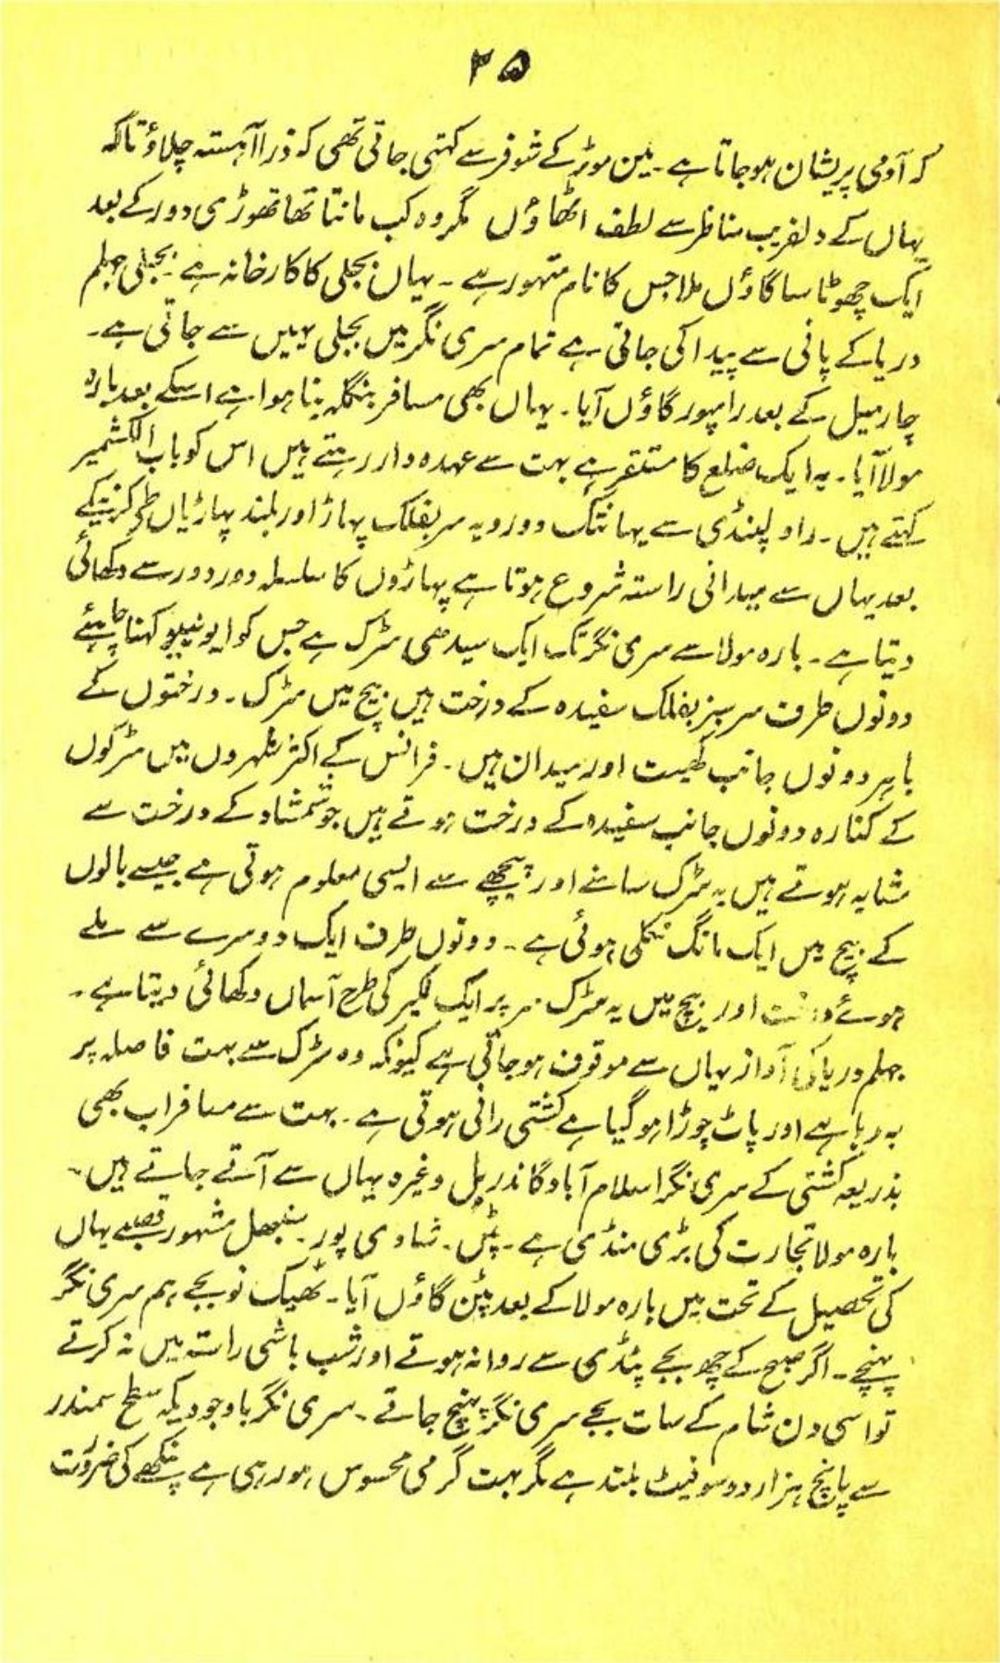 ۳۵
کہ آدمی پریشان ہوجاتا ہے۔ مین موٹر کے شوفر سے کہتی جاتی تھی کہ ذرا آہستہ چلاؤ تاکہ
یہاں کے دلفریب مناظر سے لطف اٹھاؤں مگر وہ کب مانتا تھا تھوڑی دور کے بعد
ایک چھوٹا سا گاؤں ملا جس کا نام مہورہے۔ یہاں بجلی کا کارخانہ ہے بجلی جہلم
دریا کے پانی سے پیدا کی جاتی ہے تمام سری نگر میں بجلی یہیں سے جاتی ہے۔
چار میل کے بعد رامپور گاؤں آیا۔ یہاں بھی مسافر بنگلہ بنا ہوا ہے اسکے بعد بارہ
مولا آیا۔ یہ ایک ضلع کا مستقر ہے بہت سے عہدہ دار رہتے ہیں اس کو باب الکشمیر
کہتے ہیں۔ راولپنڈی سے یہانتک دورویہ سربفلک پہاڑ اور بلند پہاڑیاں طے کرنیکے
بعد یہاں سے میدانی راستہ شروع ہوتا ہے پہاڑوں کا سلسلہ دور دور سے دکھائی
دیتا ہے۔ بارہ مولا سے سری نگر تک ایک سیدھی سڑک ہے جس کو ایونیو کہنا چاہئے
دونوں طرف سرسبز بفلک سفیدہ کے درخت ہیں بیچ میں سڑک۔ درختوں کے
باہر دونوں جانب کھیت اور میدان ہیں۔ فرانس کے اکثر شہروں میں سڑکوں
کے کنارہ دونوں جانب سفیدہ کے درخت ہوتے ہیں جو شمشاد کے درخت سے
مشابہ ہوتے ہیں یہ سڑک سامنے اور پیچھے سے ایسی معلوم ہوتی ہے جیسے بالوں
کے بیچ میں ایک مانگ نکلی ہوئی ہے۔ دونوں طرف ایک دوسرے سے ملے
ہوئے درخت اور بیچ میں یہ سڑک سر پر ایک لکیر کی طرح آسماں دکھائی دیتا ہے۔
جہلم دریا کی آواز یہاں سے موقوف ہوجاتی ہے کیونکہ وہ سڑک سے بہت فاصلہ پر
بہ رہا ہے اور پاٹ چوڑا ہوگیا ہے کشتی رانی ہوتی ہے۔ بہت سے مسافر اب بھی
بذریعہ کشتی کے سری نگر اسلام آباد گاندربل وغیرہ یہاں سے آتے جاتے ہیں۔
بارہ مولا تجارت کی بڑی منڈی ہے۔ پٹن۔ شادی پور۔ سنبھل مشہور قصبے یہاں
کی تحصیل کے تحت ہیں بارہ مولا کے بعد پٹن گاؤں آیا۔ ٹھیک نو بجے ہم سری نگر
پہنچے۔ اگر صبح کے چھ بجے پنڈی سے روانہ ہوتے اور شب باشی راستہ میں نہ کرتے
تو اسی دن شام کے سات بجے سری نگر پہنچ جاتے۔ سری نگر باوجودیکہ سطح سمندر
سے پانچ ہزار دوسو فیٹ بلند ہے مگر بہت گرمی محسوس ہورہی ہے پنکھے کی ضرورت